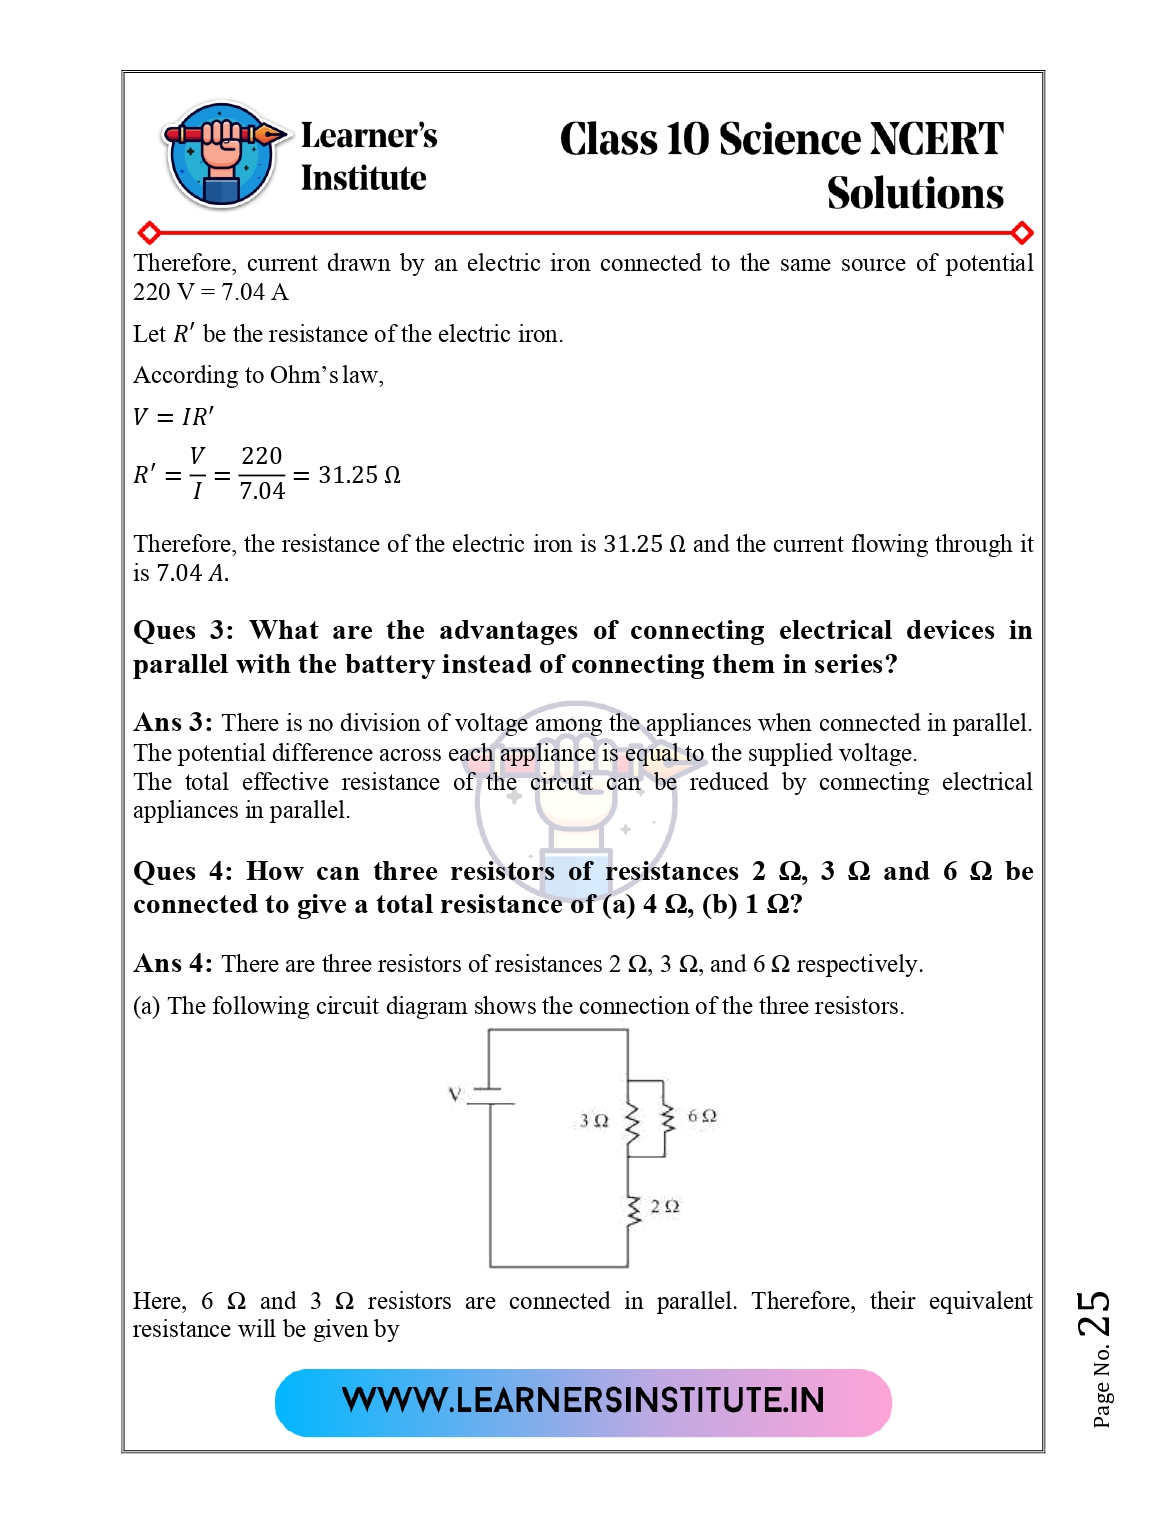 Learner's
Institute
Class 10 Science NCERT
Solutions
Therefore, current drawn by an electric iron connected to the same source of potential
220 V = 7.04 A
Let R′ be the resistance of the electric iron.
According to Ohm's law,
V = IR′
R′ = V/I = 220/7.04 = 31.25 Ω
Therefore, the resistance of the electric iron is 31.25 Ω and the current flowing through it
is 7.04 A.
Ques 3: What are the advantages of connecting electrical devices in
parallel with the battery instead of connecting them in series?
Ans 3: There is no division of voltage among the appliances when connected in parallel.
The potential difference across each appliance is equal to the supplied voltage.
The total effective resistance of the circuit can be reduced by connecting electrical
appliances in parallel.
Ques 4: How can three resistors of resistances 2 Ω, 3 Ω and 6 Ω be
connected to give a total resistance of (a) 4 Ω, (b) 1 Ω?
Ans 4: There are three resistors of resistances 2 Ω, 3 Ω, and 6 Ω respectively.
(a) The following circuit diagram shows the connection of the three resistors.
V
3 Ω
6 Ω
2 Ω
Here, 6 Ω and 3 Ω resistors are connected in parallel. Therefore, their equivalent
resistance will be given by
WWW.LEARNERSINSTITUTE.IN
Page No. 25